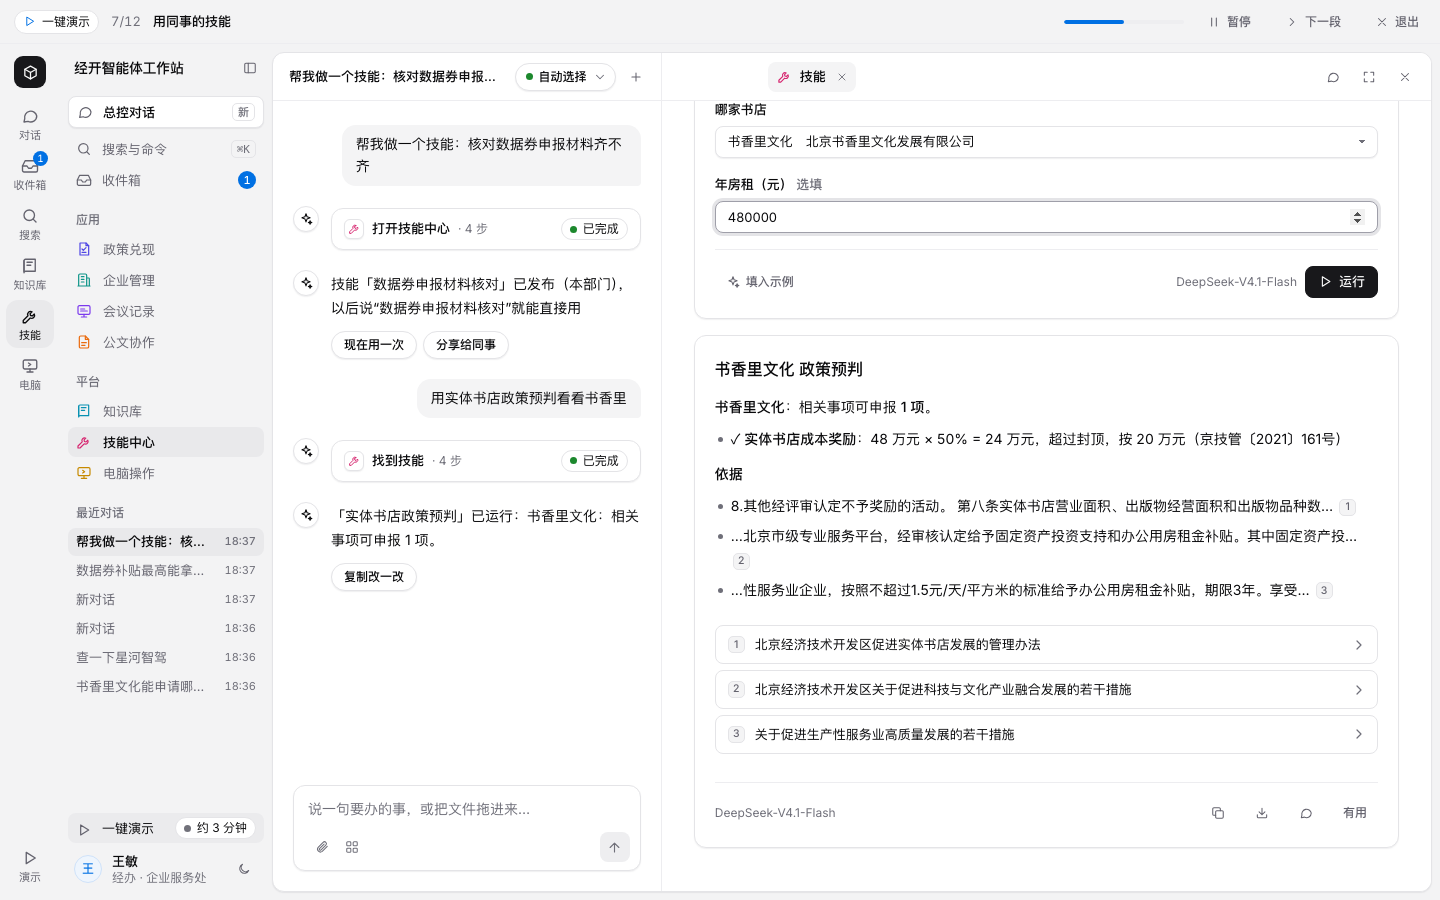 一键演示 7/12 用同事的技能 暂停 下一段 退出
对话
收件箱 1
搜索
知识库
技能
电脑
演示
经开智能体工作站
总控对话 新
搜索与命令 ⌘K
收件箱 1
应用
政策兑现
企业管理
会议记录
公文协作
平台
知识库
技能中心
电脑操作
最近对话
帮我做一个技能：核... 18:37
数据券补贴最高能拿... 18:37
新对话 18:37
新对话 18:36
查一下星河智驾 18:36
书香里文化能申请哪... 18:36
一键演示 约 3 分钟
王 王敏
经办 · 企业服务处
帮我做一个技能：核对数据券申报... 自动选择
帮我做一个技能：核对数据券申报材料齐不
齐
打开技能中心 · 4 步 已完成
技能「数据券申报材料核对」已发布（本部门），
以后说“数据券申报材料核对”就能直接用
现在用一次 分享给同事
用实体书店政策预判看看书香里
找到技能 · 4 步 已完成
「实体书店政策预判」已运行：书香里文化：相关
事项可申报 1 项。
复制改一改
说一句要办的事，或把文件拖进来...
技能
哪家书店
书香里文化 北京书香里文化发展有限公司
年房租（元） 选填
480000
填入示例 DeepSeek-V4.1-Flash 运行
书香里文化 政策预判
书香里文化：相关事项可申报 1 项。
✓ 实体书店成本奖励：48 万元 × 50% = 24 万元，超过封顶，按 20 万元（京技管〔2021〕161号）
依据
8.其他经评审认定不予奖励的活动。 第八条实体书店营业面积、出版物经营面积和出版物品种数... 1
...北京市级专业服务平台，经审核认定给予固定资产投资支持和办公用房租金补贴。其中固定资产投...
2
...性服务业企业，按照不超过1.5元/天/平方米的标准给予办公用房租金补贴，期限3年。享受... 3
1 北京经济技术开发区促进实体书店发展的管理办法
2 北京经济技术开发区关于促进科技与文化产业融合发展的若干措施
3 关于促进生产性服务业高质量发展的若干措施
DeepSeek-V4.1-Flash 有用